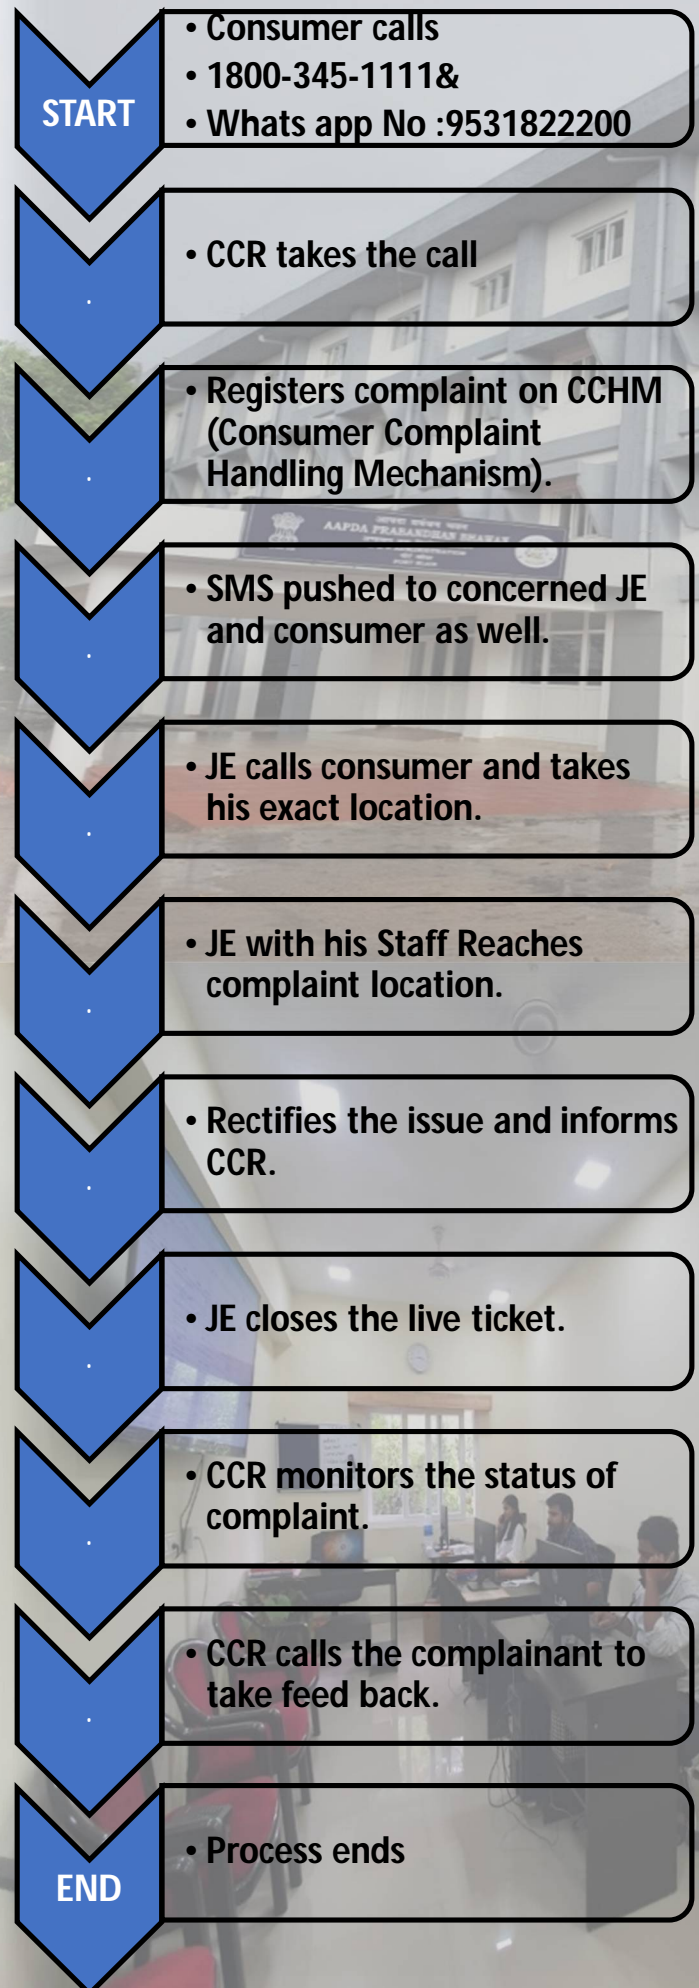 START
• Consumer calls
• 1800-345-1111&
• Whats app No :9531822200
• CCR takes the call
• Registers complaint on CCHM
(Consumer Complaint
Handling Mechanism).
AAPDA PRABANDHAN BHAWAN
• SMS pushed to concerned JE
and consumer as well.
• JE calls consumer and takes
his exact location.
• JE with his Staff Reaches
complaint location.
• Rectifies the issue and informs
CCR.
• JE closes the live ticket.
• CCR monitors the status of
complaint.
• CCR calls the complainant to
take feed back.
END
• Process ends